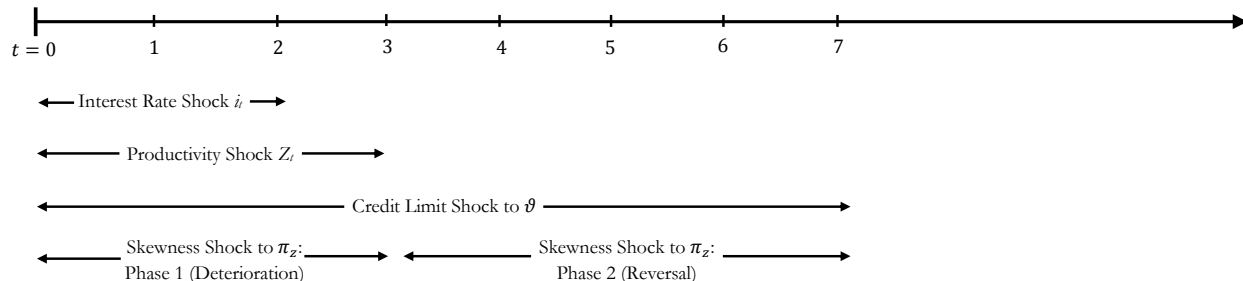 𝑡 = 0 1 2 3 4 5 6 7
Interest Rate Shock iₜ
Productivity Shock Zₜ
Credit Limit Shock to 𝜗
Skewness Shock to 𝜋_𝑧: Skewness Shock to 𝜋_𝑧:
Phase 1 (Deterioration) Phase 2 (Reversal)